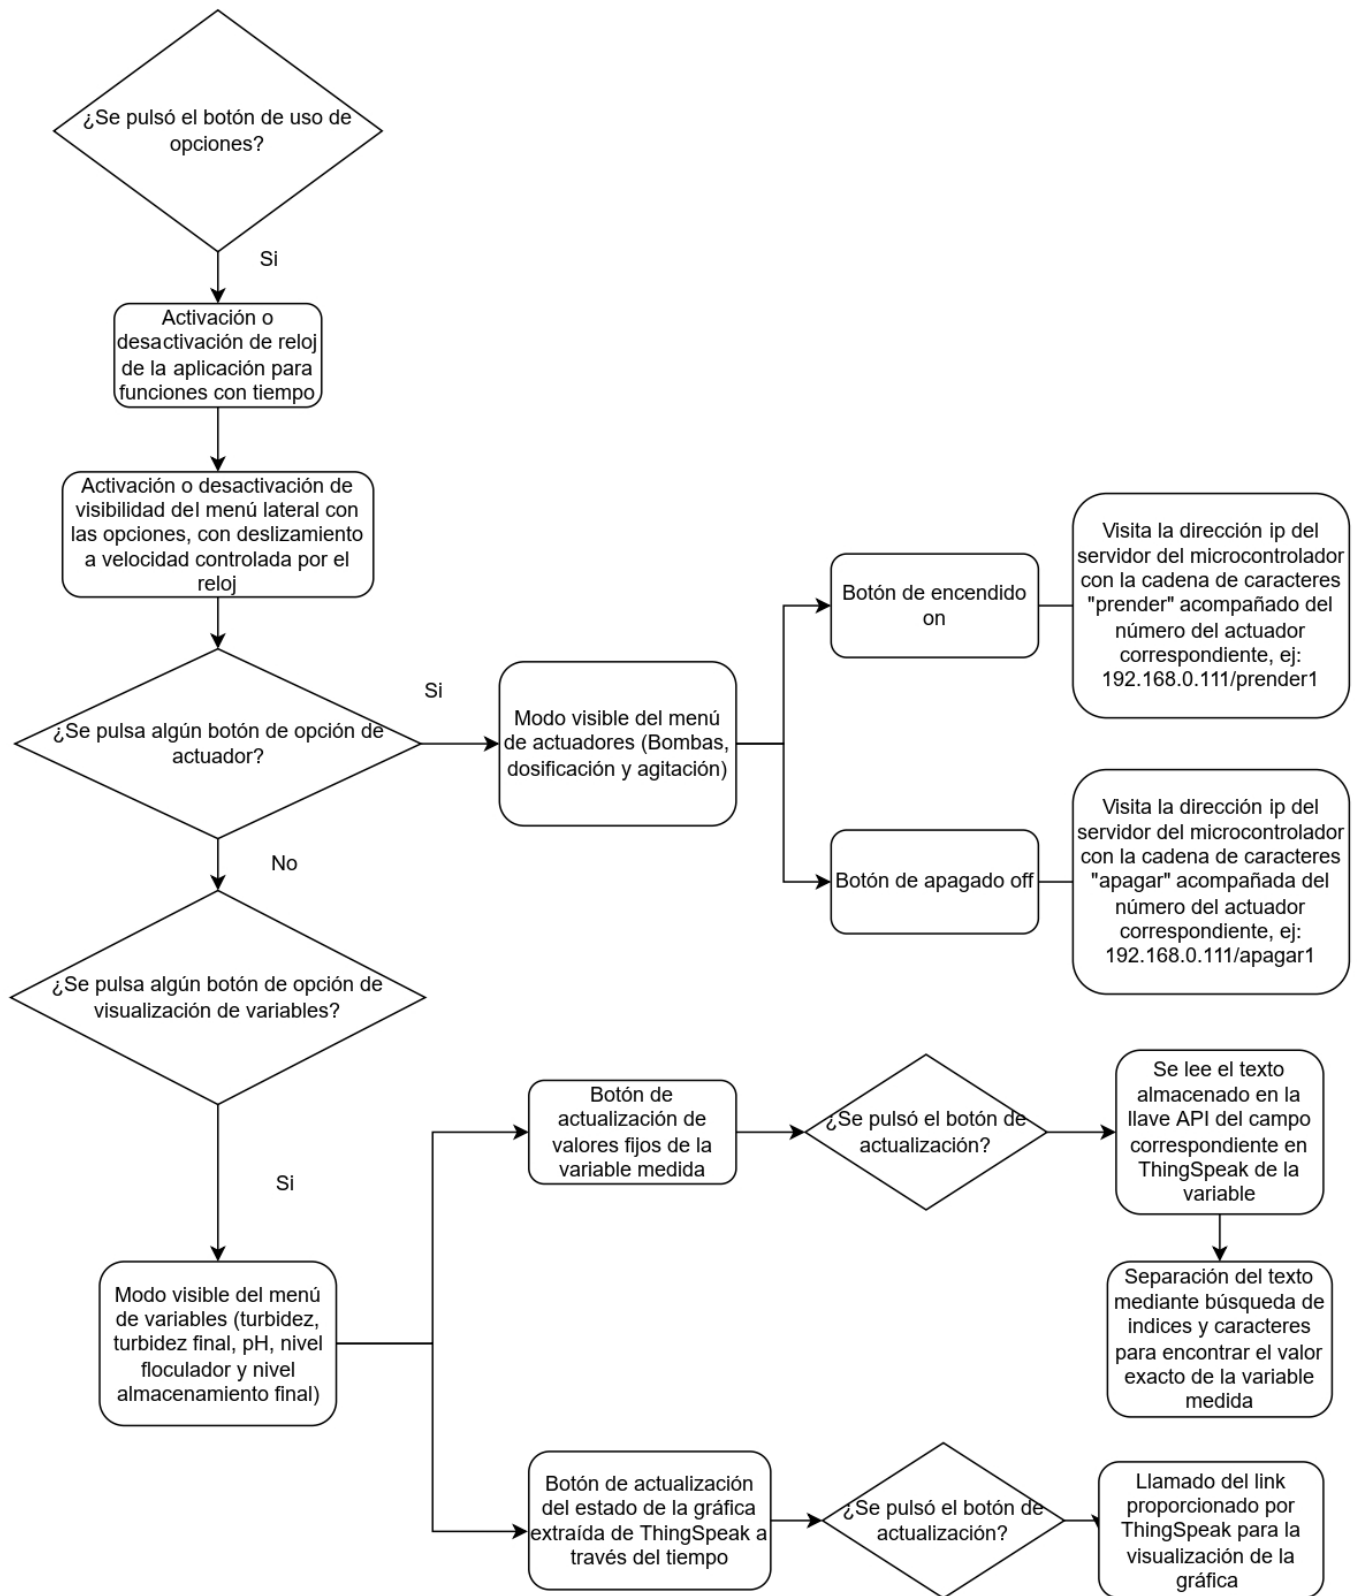 ¿Se pulsó el botón de uso de
opciones?
Si
Activación o
desactivación de reloj
de la aplicación para
funciones con tiempo
Activación o desactivación de
visibilidad del menú lateral con
las opciones, con deslizamiento
a velocidad controlada por el
reloj
¿Se pulsa algún botón de opción de
actuador?
Si
Modo visible del menú
de actuadores (Bombas,
dosificación y agitación)
Botón de encendido
on
Visita la dirección ip del
servidor del microcontrolador
con la cadena de caracteres
"prender" acompañado del
número del actuador
correspondiente, ej:
192.168.0.111/prender1
Botón de apagado off
Visita la dirección ip del
servidor del microcontrolador
con la cadena de caracteres
"apagar" acompañada del
número del actuador
correspondiente, ej:
192.168.0.111/apagar1
No
¿Se pulsa algún botón de opción de
visualización de variables?
Si
Modo visible del menú
de variables (turbidez,
turbidez final, pH, nivel
floculador y nivel
almacenamiento final)
Botón de
actualización de
valores fijos de la
variable medida
¿Se pulsó el botón de
actualización?
Se lee el texto
almacenado en la
llave API del campo
correspondiente en
ThingSpeak de la
variable
Separación del texto
mediante búsqueda de
indices y caracteres
para encontrar el valor
exacto de la variable
medida
Botón de actualización
del estado de la gráfica
extraída de ThingSpeak a
través del tiempo
¿Se pulsó el botón de
actualización?
Llamado del link
proporcionado por
ThingSpeak para la
visualización de la
gráfica